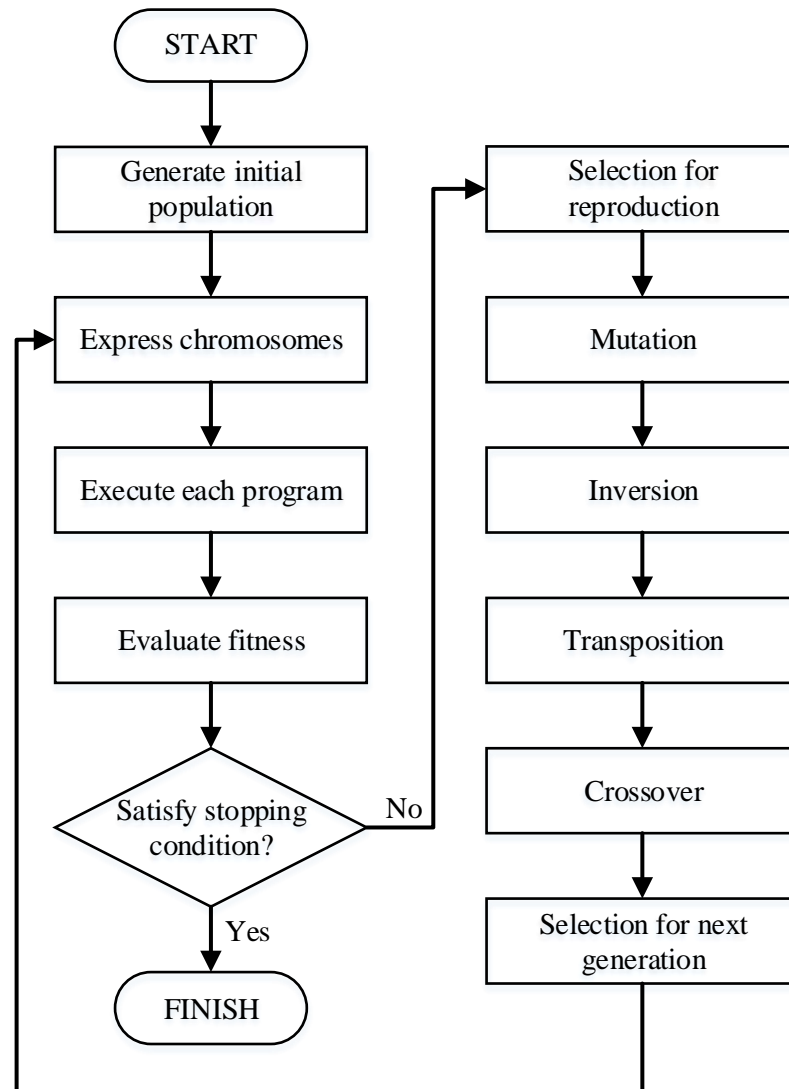 START
Generate initial
population
Express chromosomes
Execute each program
Evaluate fitness
Satisfy stopping
condition?
No
Yes
FINISH
Selection for
reproduction
Mutation
Inversion
Transposition
Crossover
Selection for next
generation